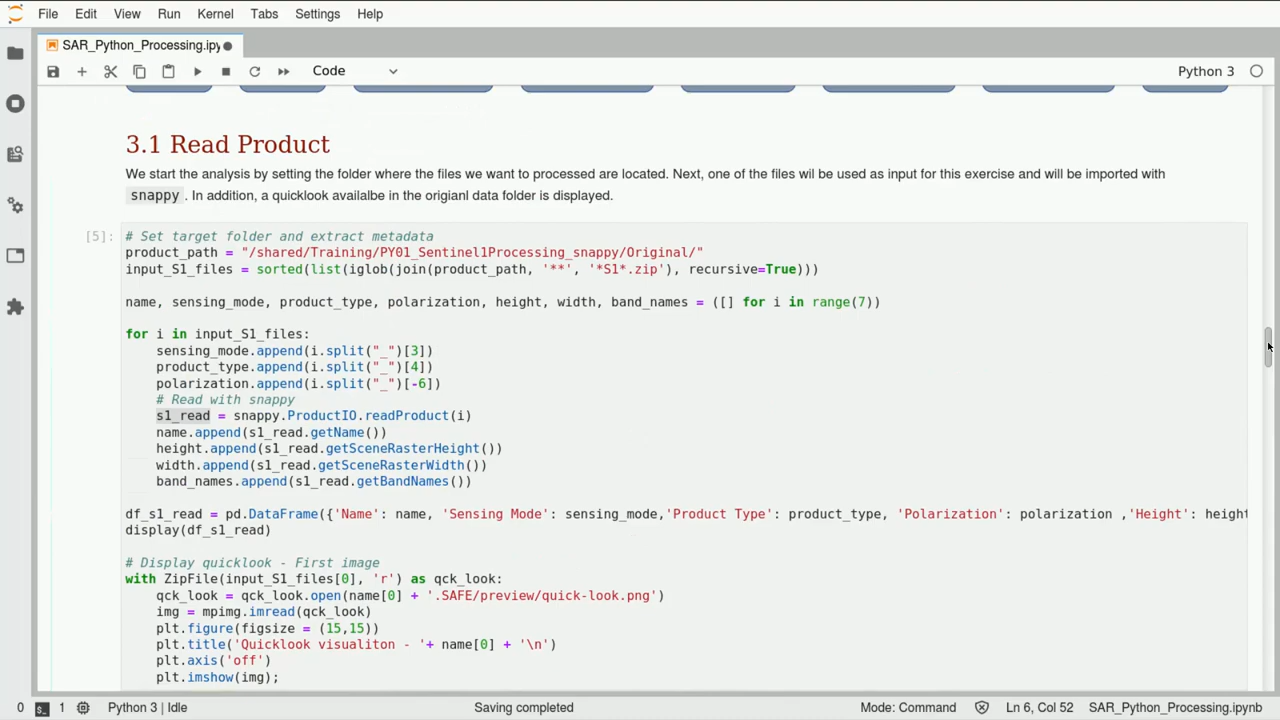 File Edit View Run Kernel Tabs Settings Help
SAR_Python_Processing.ipy
Code
Python 3
3.1 Read Product
We start the analysis by setting the folder where the files we want to processed are located. Next, one of the files wil be used as input for this exercise and will be imported with
snappy . In addition, a quicklook availalbe in the origianl data folder is displayed.
[5]:
# Set target folder and extract metadata
product_path = "/shared/Training/PY01_Sentinel1Processing_snappy/Original/"
input_S1_files = sorted(list(iglob(join(product_path, '**', '*S1*.zip'), recursive=True)))
name, sensing_mode, product_type, polarization, height, width, band_names = ([] for i in range(7))
for i in input_S1_files:
sensing_mode.append(i.split("_")[3])
product_type.append(i.split("_")[4])
polarization.append(i.split("_")[-6])
# Read with snappy
s1_read = snappy.ProductIO.readProduct(i)
name.append(s1_read.getName())
height.append(s1_read.getSceneRasterHeight())
width.append(s1_read.getSceneRasterWidth())
band_names.append(s1_read.getBandNames())
df_s1_read = pd.DataFrame({'Name': name, 'Sensing Mode': sensing_mode,'Product Type': product_type, 'Polarization': polarization ,'Height': height
display(df_s1_read)
# Display quicklook - First image
with ZipFile(input_S1_files[0], 'r') as qck_look:
qck_look = qck_look.open(name[0] + '.SAFE/preview/quick-look.png')
img = mpimg.imread(qck_look)
plt.figure(figsize = (15,15))
plt.title('Quicklook visualiton - '+ name[0] + '\n')
plt.axis('off')
plt.imshow(img);
0 1 Python 3 | Idle Saving completed Mode: Command Ln 6, Col 52 SAR_Python_Processing.ipynb